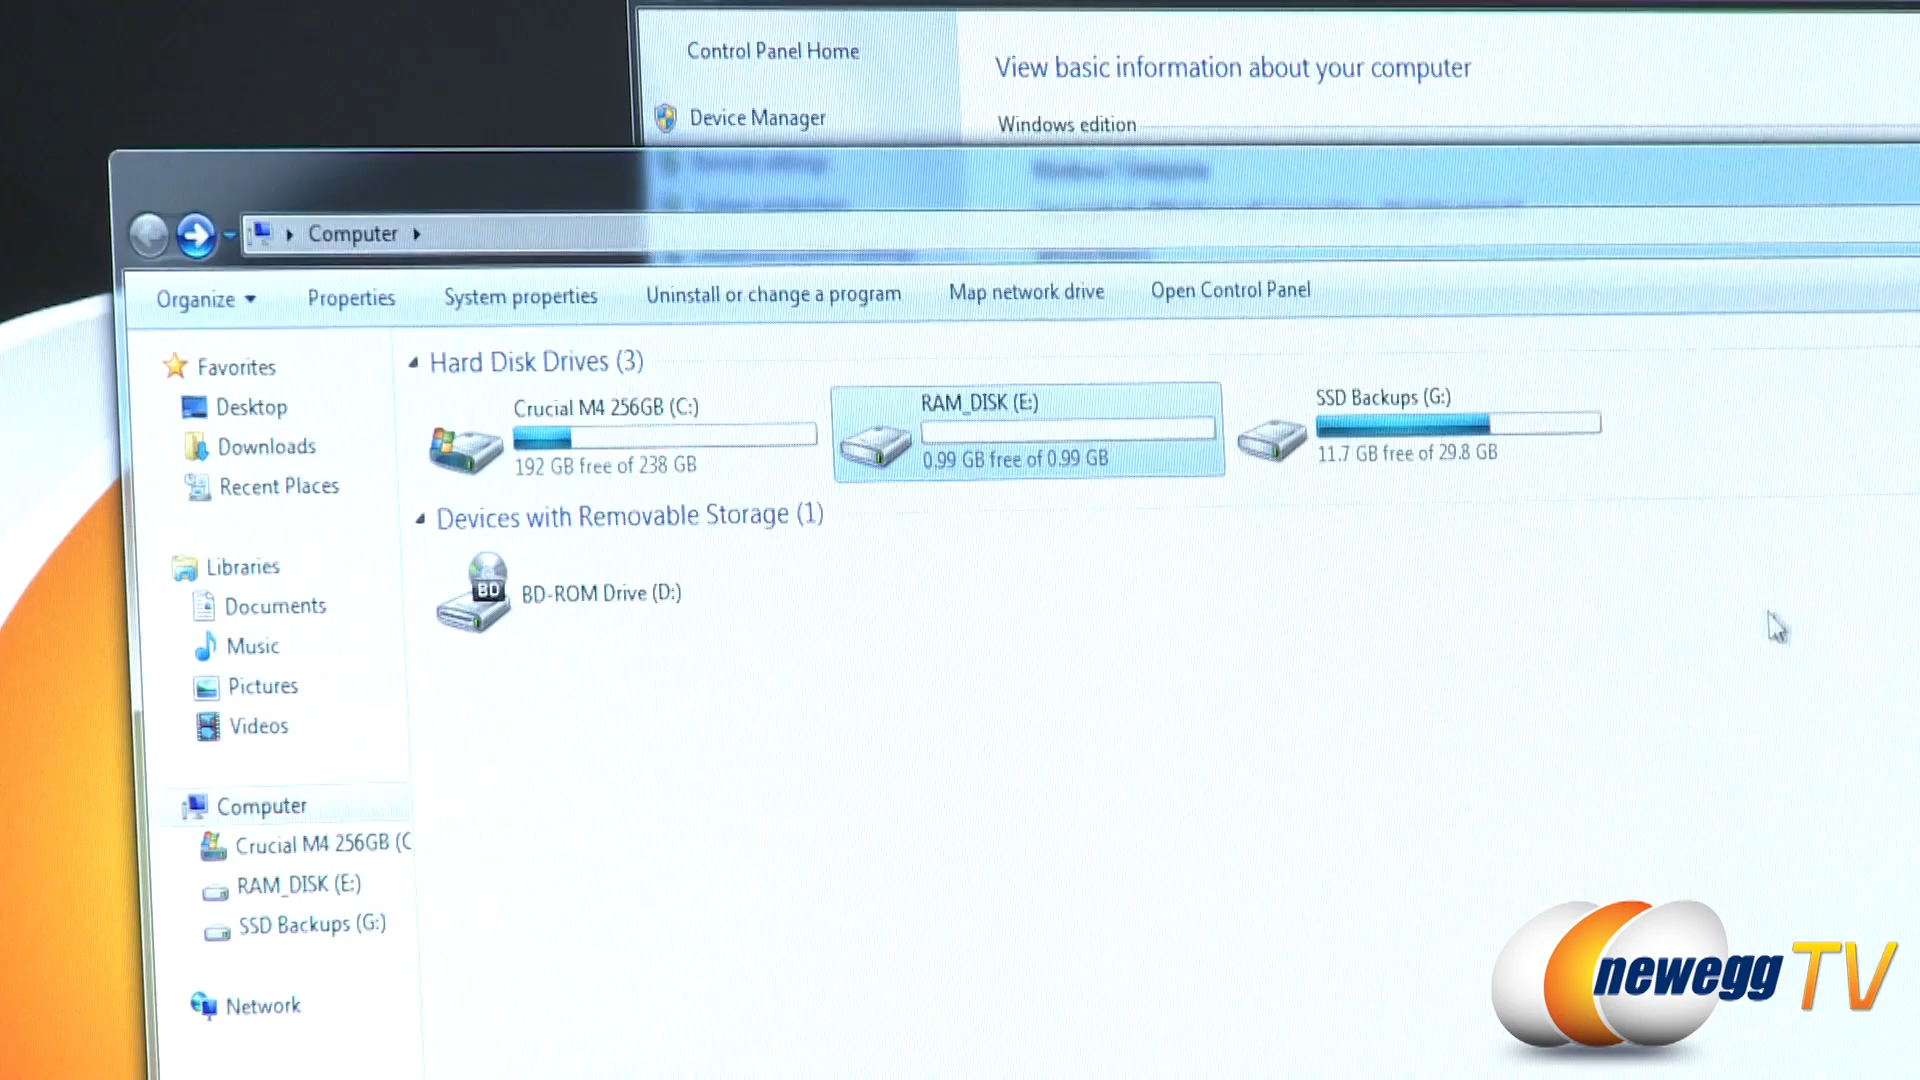 Control Panel Home
View basic information about your computer
Device Manager
Windows edition
Computer
Organize
Properties
System properties
Uninstall or change a program
Map network drive
Open Control Panel
Favorites
Desktop
Downloads
Recent Places
Libraries
Documents
Music
Pictures
Videos
Computer
Crucial M4 256GB (C
RAM_DISK (E:)
SSD Backups (G:)
Network
Hard Disk Drives (3)
Crucial M4 256GB (C:)
192 GB free of 238 GB
RAM_DISK (E:)
0.99 GB free of 0.99 GB
SSD Backups (G:)
11.7 GB free of 29.8 GB
Devices with Removable Storage (1)
BD
BD-ROM Drive (D:)
newegg TV